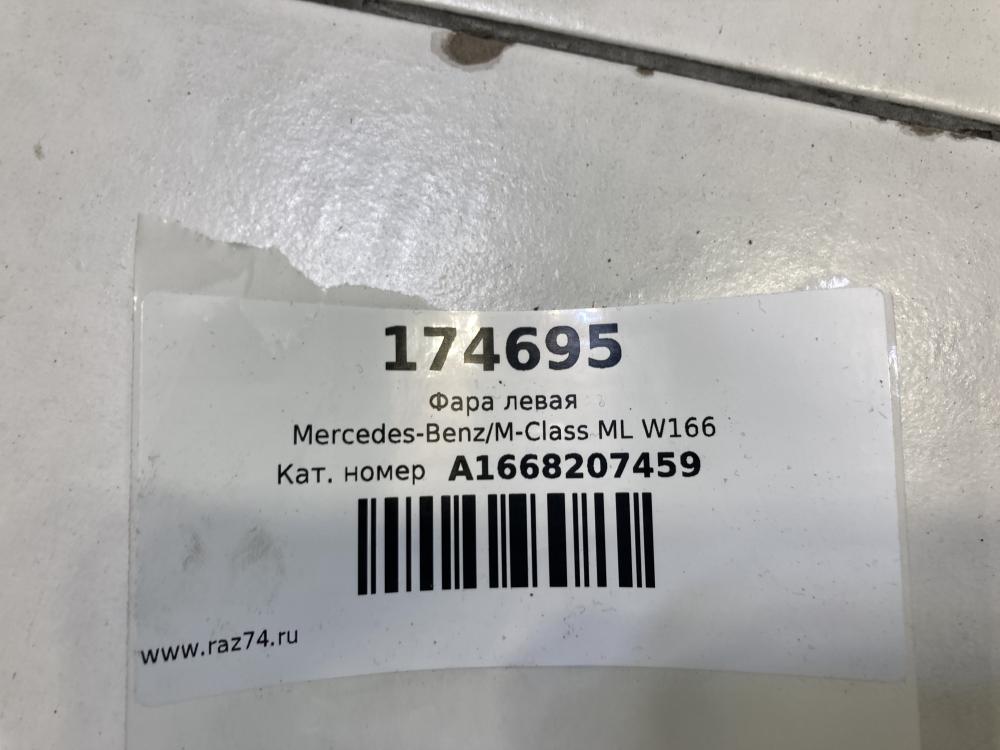 174695
Фара левая
Mercedes-Benz/M-Class ML W166
Кат. номер A1668207459
www.raz74.ru